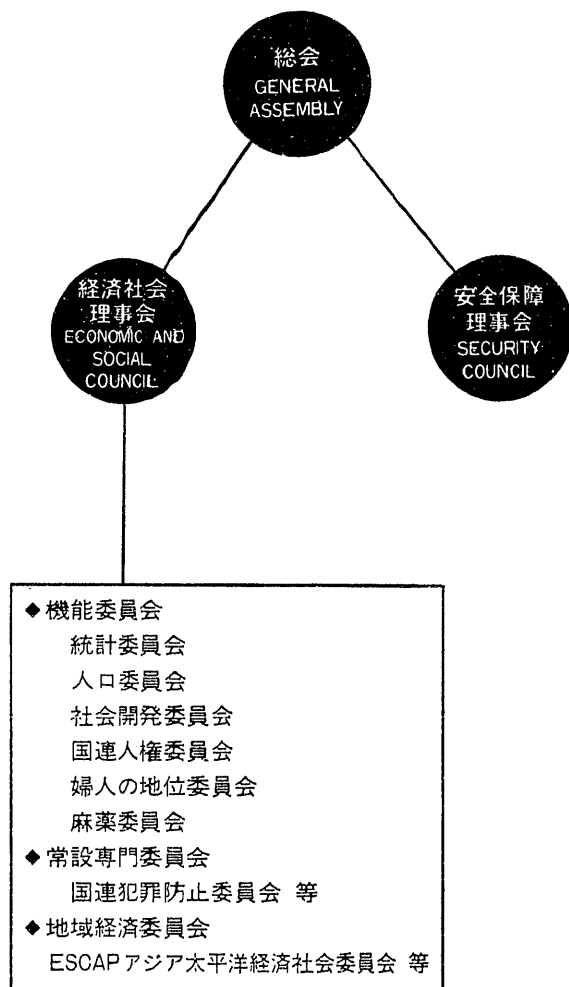 総会
GENERAL
ASSEMBLY
経済社会
理事会
ECONOMIC AND
SOCIAL
COUNCIL
安全保障
理事会
SECURITY
COUNCIL
◆機能委員会
統計委員会
人口委員会
社会開発委員会
国連人権委員会
婦人の地位委員会
麻薬委員会
◆常設専門委員会
国連犯罪防止委員会 等
◆地域経済委員会
ESCAPアジア太平洋経済社会委員会 等